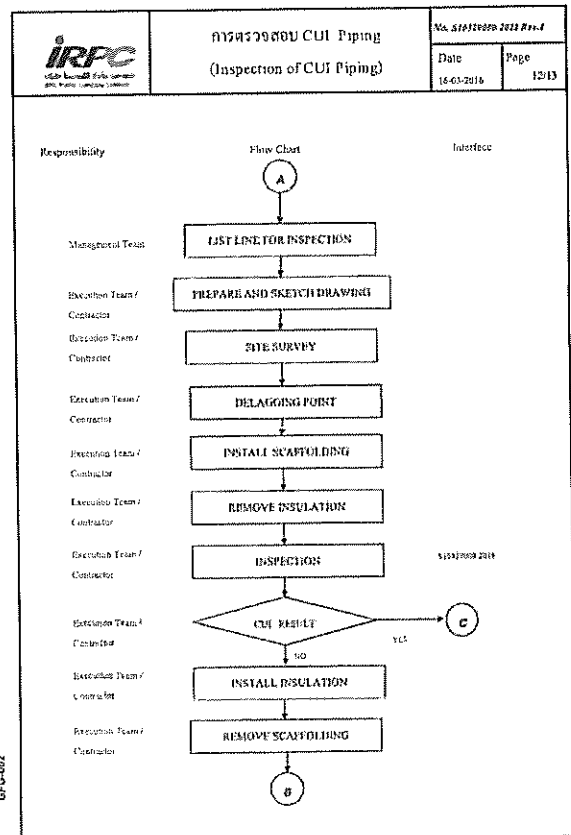 IRPC
การตรวจสอบ CUI Piping
(Inspection of CUI Piping)
Date
16-03-2016
Page
12/13
Responsibility
Flow Chart
Interface
A
Management Team
LIST LINE FOR INSPECTION
Execution Team /
Contractor
PREPARE AND SKETCH DRAWING
Execution Team /
Contractor
SITE SURVEY
Execution Team /
Contractor
DELAGGING POINT
Execution Team /
Contractor
INSTALL SCAFFOLDING
Execution Team /
Contractor
REMOVE INSULATION
Execution Team /
Contractor
INSPECTION
Execution Team /
Contractor
CUI RESULT
YES
C
NO
Execution Team /
Contractor
INSTALL INSULATION
Execution Team /
Contractor
REMOVE SCAFFOLDING
B
GFG-002